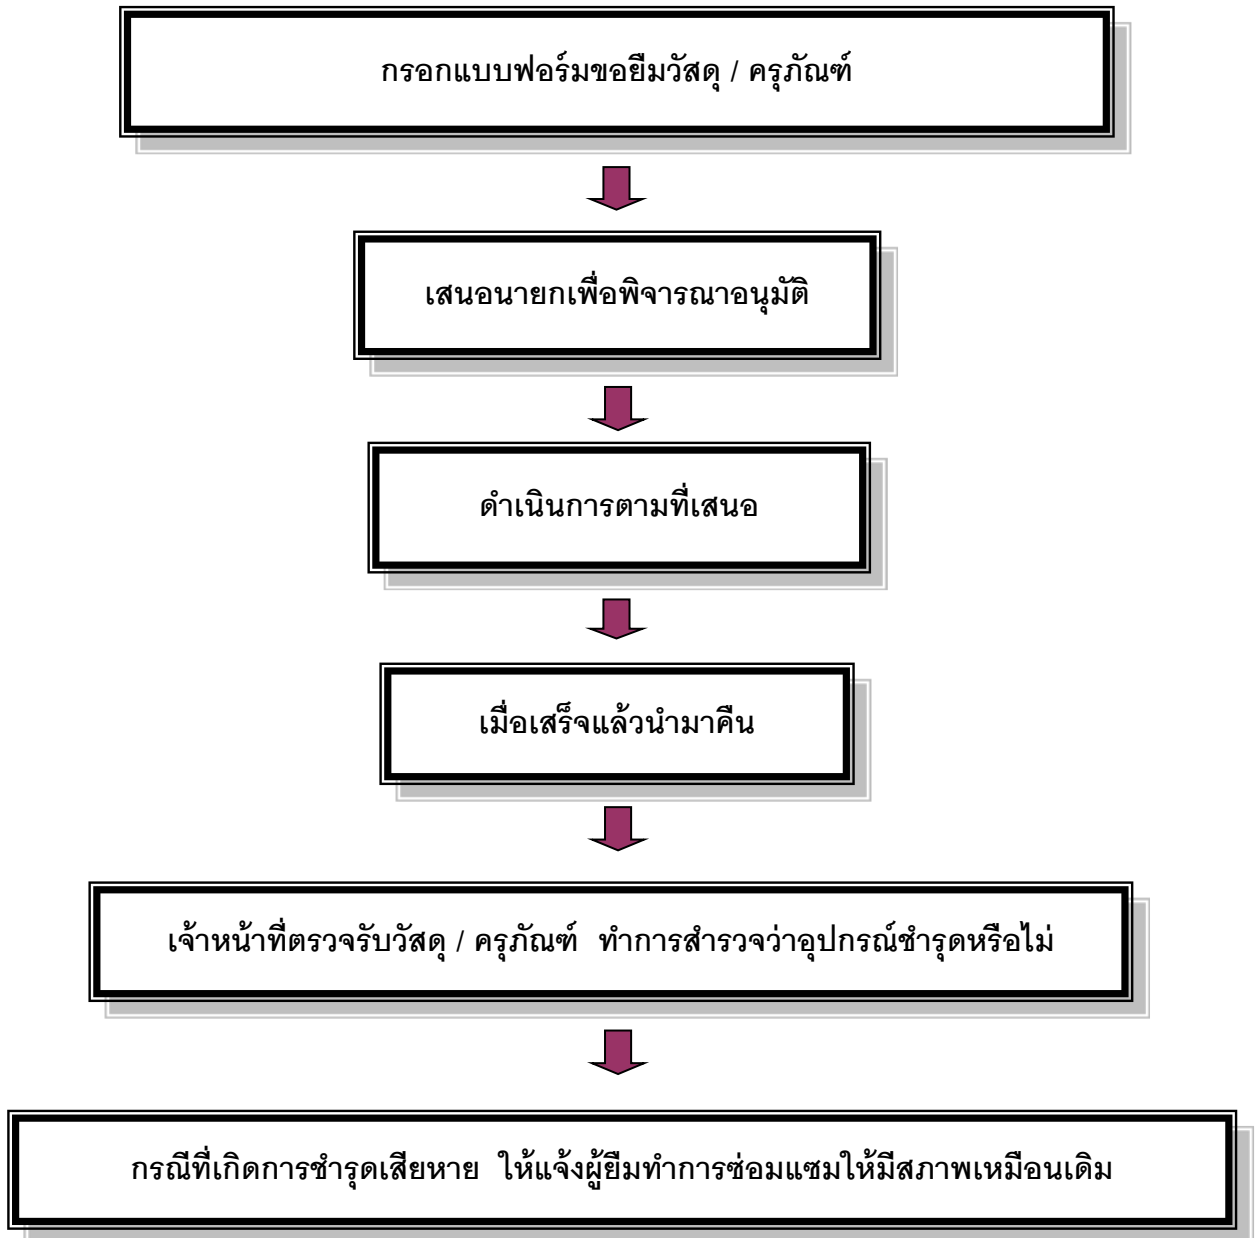 กรอกแบบฟอร์มขอยืมวัสดุ / ครุภัณฑ์
เสนอนายกเพื่อพิจารณาอนุมัติ
ดำเนินการตามที่เสนอ
เมื่อเสร็จแล้วนำมาคืน
เจ้าหน้าที่ตรวจรับวัสดุ / ครุภัณฑ์ ทำการสำรวจว่าอุปกรณ์ชำรุดหรือไม่
กรณีที่เกิดการชำรุดเสียหาย ให้แจ้งผู้ยืมทำการซ่อมแซมให้มีสภาพเหมือนเดิม